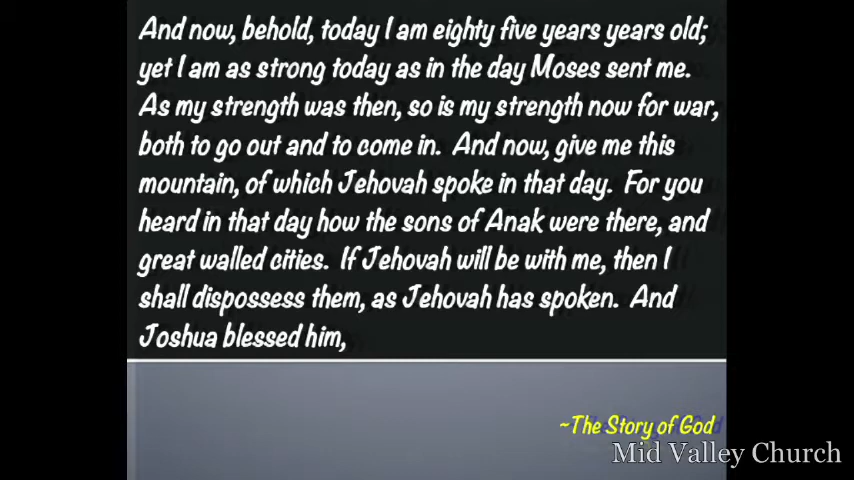 And now, behold, today I am eighty five years years old;
yet I am as strong today as in the day Moses sent me.
As my strength was then, so is my strength now for war,
both to go out and to come in. And now, give me this
mountain, of which Jehovah spoke in that day. For you
heard in that day how the sons of Anak were there, and
great walled cities. If Jehovah will be with me, then I
shall dispossess them, as Jehovah has spoken. And
Joshua blessed him,
~The Story of God
Mid Valley Church